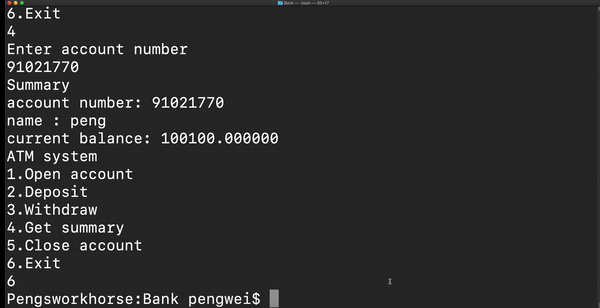 Bank — -bash — 65×17
6.Exit
4
Enter account number
91021770
Summary
account number: 91021770
name : peng
current balance: 100100.000000
ATM system
1.Open account
2.Deposit
3.Withdraw
4.Get summary
5.Close account
6.Exit
6
Pengsworkhorse:Bank pengwei$